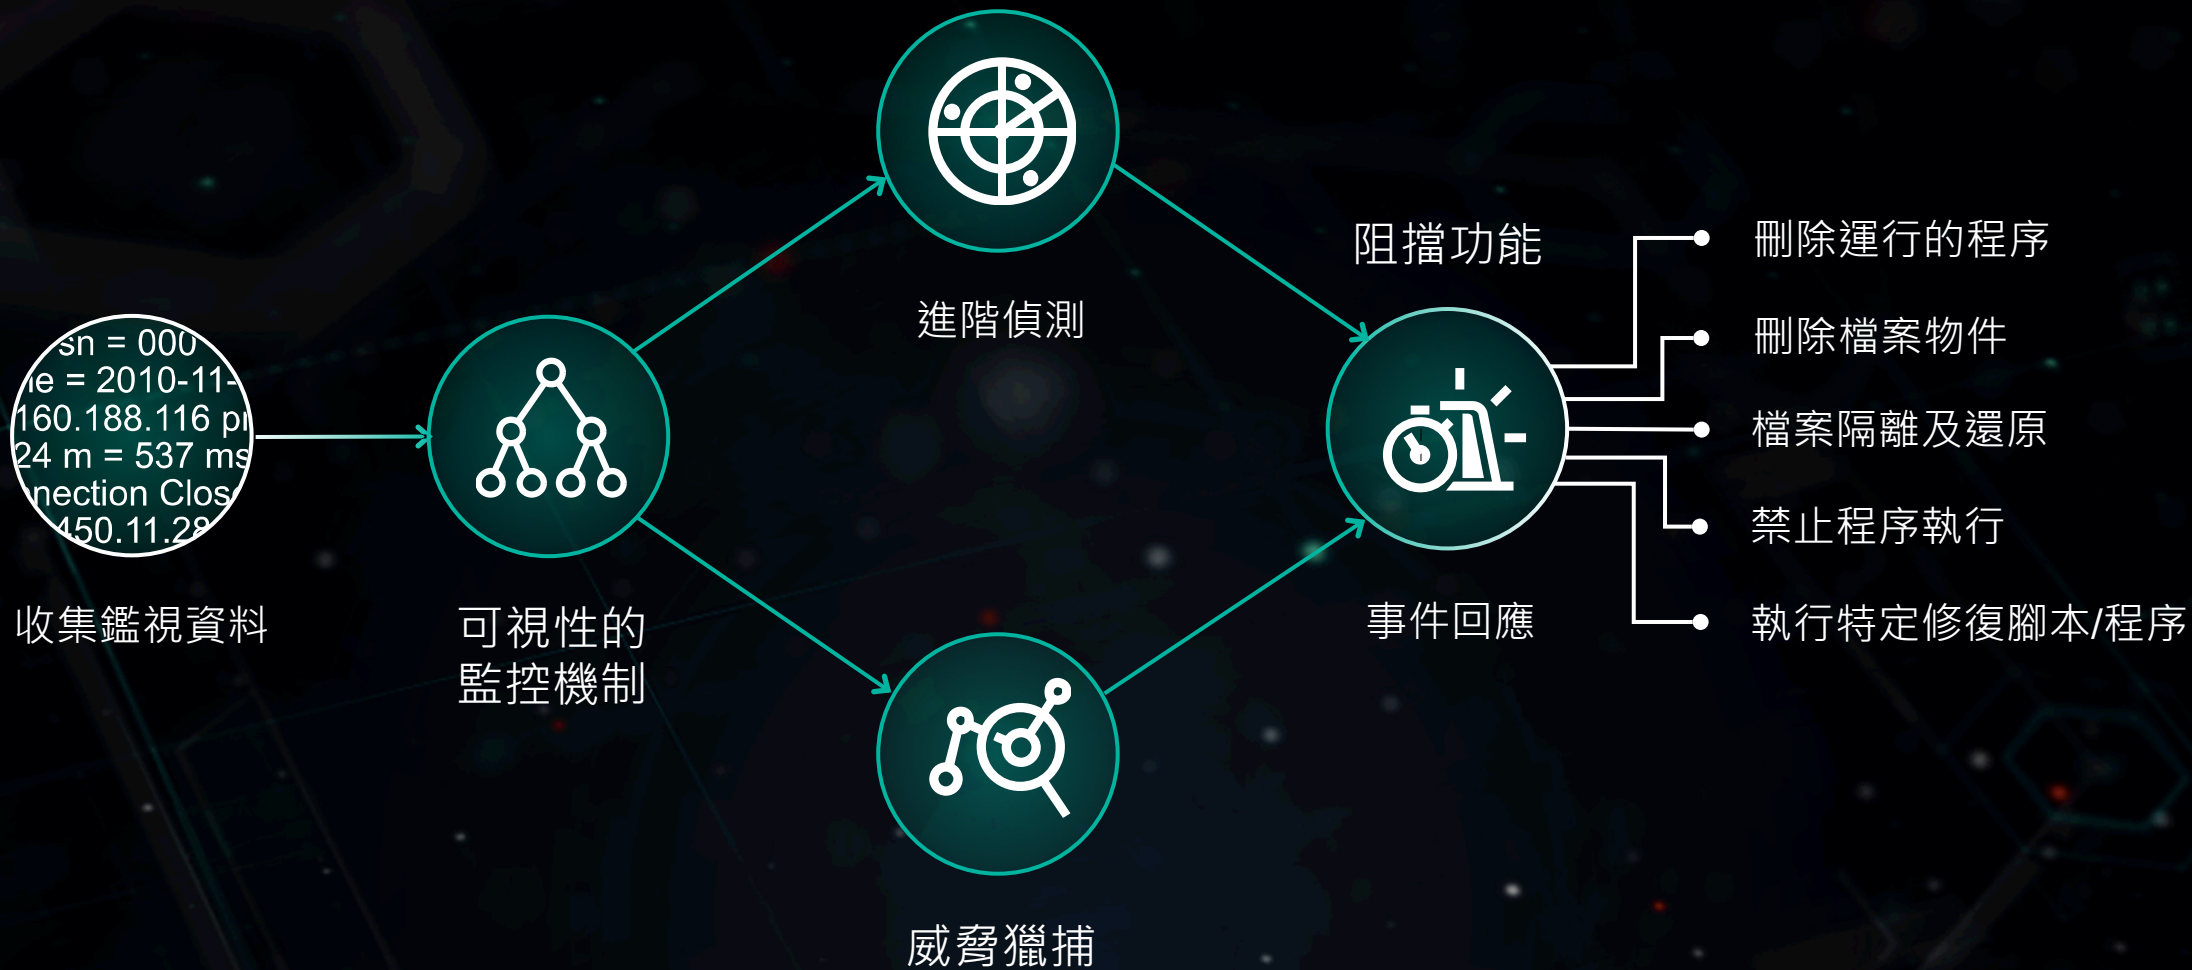 sn = 000
ne = 2010-11-
160.188.116 pr
24 m = 537 ms
nnection Close
450.11.28
收集鑑視資料
可視性的
監控機制
進階偵測
威脅獵捕
阻擋功能
事件回應
刪除運行的程序
刪除檔案物件
檔案隔離及還原
禁止程序執行
執行特定修復腳本/程序